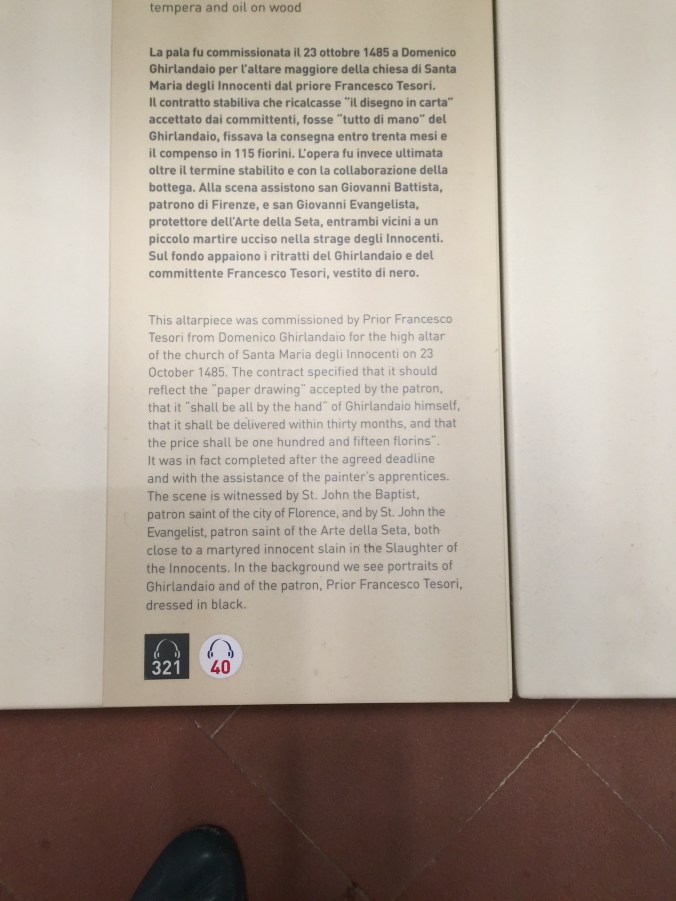 tempera and oil on wood
La pala fu commissionata il 23 ottobre 1485 a Domenico
Ghirlandaio per l'altare maggiore della chiesa di Santa
Maria degli Innocenti dal priore Francesco Tesori.
Il contratto stabiliva che ricalcasse "il disegno in carta"
accettato dai committenti, fosse "tutto di mano" del
Ghirlandaio, fissava la consegna entro trenta mesi e
il compenso in 115 fiorini. L'opera fu invece ultimata
oltre il termine stabilito e con la collaborazione della
bottega. Alla scena assistono san Giovanni Battista,
patrono di Firenze, e san Giovanni Evangelista,
protettore dell'Arte della Seta, entrambi vicini a un
piccolo martire ucciso nella strage degli Innocenti.
Sul fondo appaiono i ritratti del Ghirlandaio e del
committente Francesco Tesori, vestito di nero.
This altarpiece was commissioned by Prior Francesco
Tesori from Domenico Ghirlandaio for the high altar
of the church of Santa Maria degli Innocenti on 23
October 1485. The contract specified that it should
reflect the "paper drawing" accepted by the patron,
that it "shall be all by the hand" of Ghirlandaio himself,
that it shall be delivered within thirty months, and that
the price shall be one hundred and fifteen florins".
It was in fact completed after the agreed deadline
and with the assistance of the painter's apprentices.
The scene is witnessed by St. John the Baptist,
patron saint of the city of Florence, and by St. John the
Evangelist, patron saint of the Arte della Seta, both
close to a martyred innocent slain in the Slaughter of
the Innocents. In the background we see portraits of
Ghirlandaio and of the patron, Prior Francesco Tesori,
dressed in black.
321
40